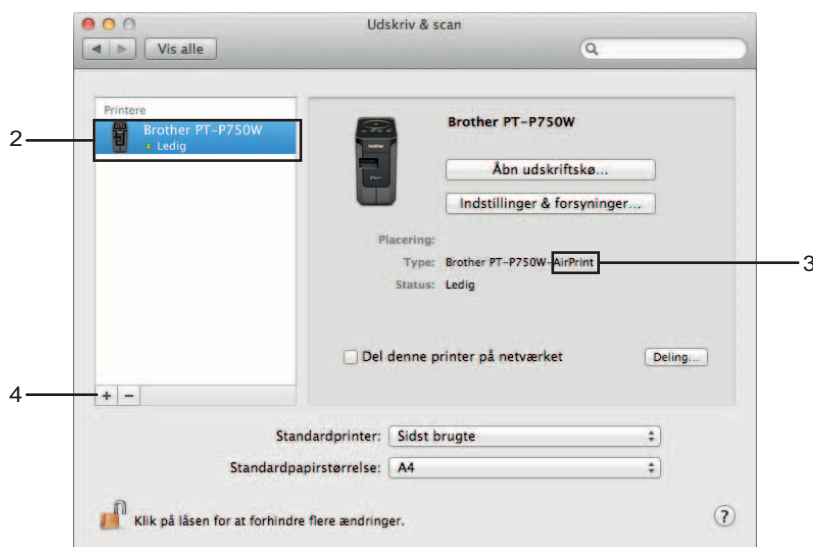 Udskriv & scan
Vis alle
Printere
2
Brother PT-P750W
Ledig
Brother PT-P750W
Åbn udskriftskø...
Indstillinger & forsyninger...
Placering:
Type: Brother PT-P750W-AirPrint
3
Status: Ledig
Del denne printer på netværket
Deling...
4
+ −
Standardprinter: Sidst brugte
Standardpapirstørrelse: A4
Klik på låsen for at forhindre flere ændringer.
?